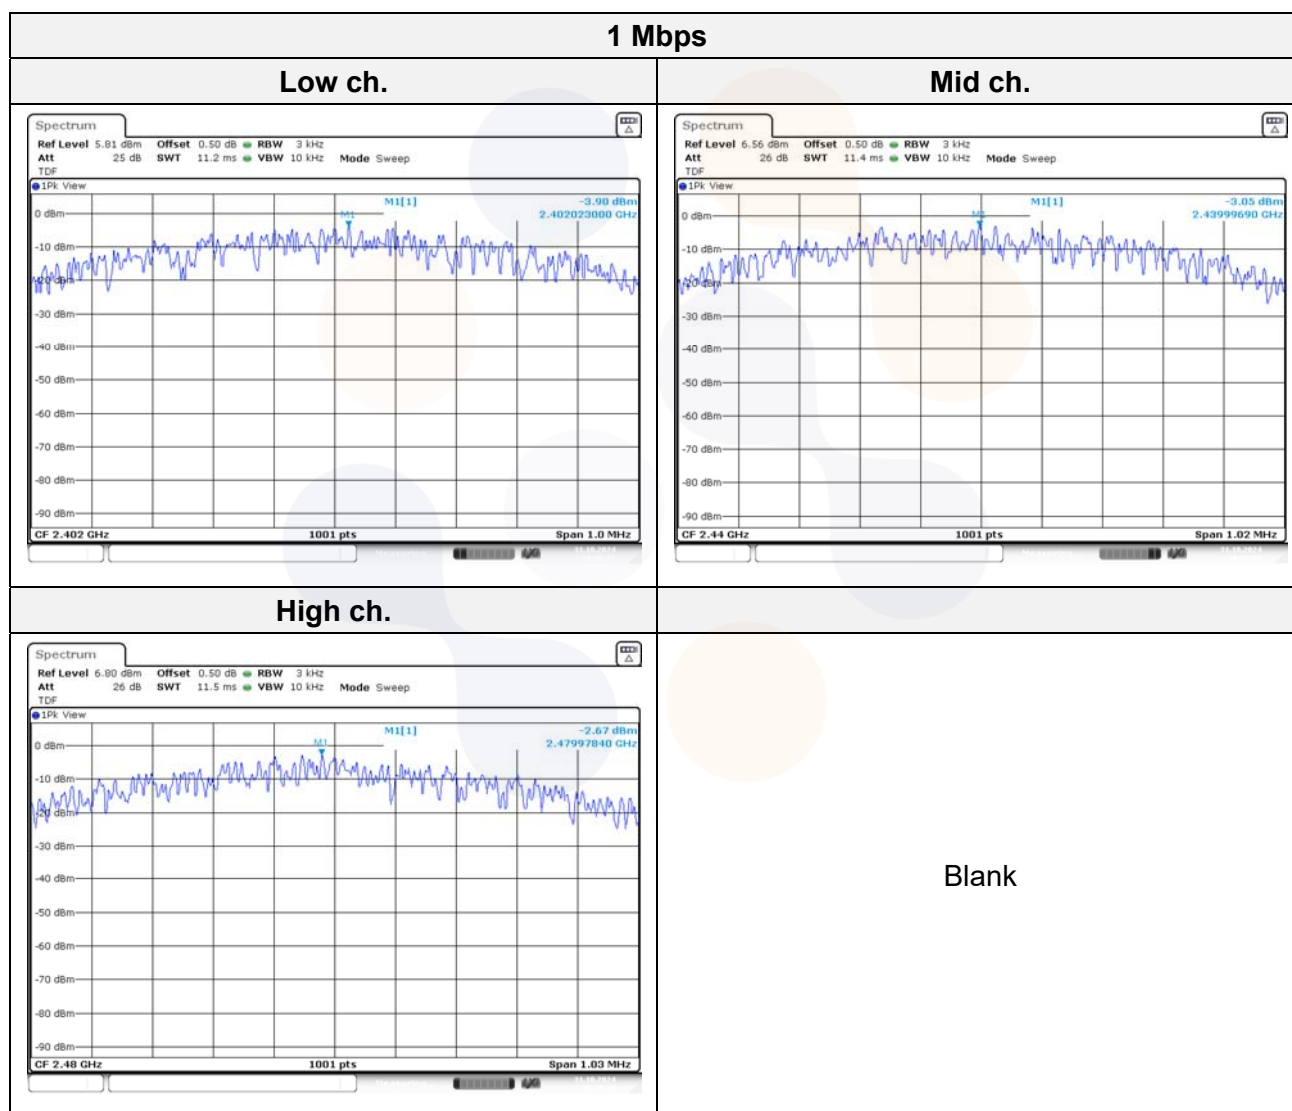 1 Mbps
Low ch.
Mid ch.
Spectrum
Ref Level 5.81 dBm Offset 0.50 dB RBW 3 kHz
Att 25 dB SWT 11.2 ms VBW 10 kHz Mode Sweep
TDF
1Pk View
M1[1] -3.90 dBm
2.402023000 GHz
M1
0 dBm
-10 dBm
-20 dBm
-30 dBm
-40 dBm
-50 dBm
-60 dBm
-70 dBm
-80 dBm
-90 dBm
CF 2.402 GHz 1001 pts Span 1.0 MHz
Spectrum
Ref Level 6.56 dBm Offset 0.50 dB RBW 3 kHz
Att 26 dB SWT 11.4 ms VBW 10 kHz Mode Sweep
TDF
1Pk View
M1[1] -3.05 dBm
2.43999690 GHz
M1
0 dBm
-10 dBm
-20 dBm
-30 dBm
-40 dBm
-50 dBm
-60 dBm
-70 dBm
-80 dBm
-90 dBm
CF 2.44 GHz 1001 pts Span 1.02 MHz
High ch.
Spectrum
Ref Level 6.80 dBm Offset 0.50 dB RBW 3 kHz
Att 26 dB SWT 11.5 ms VBW 10 kHz Mode Sweep
TDF
1Pk View
M1[1] -2.67 dBm
2.47997840 GHz
M1
0 dBm
-10 dBm
-20 dBm
-30 dBm
-40 dBm
-50 dBm
-60 dBm
-70 dBm
-80 dBm
-90 dBm
CF 2.48 GHz 1001 pts Span 1.03 MHz
Blank